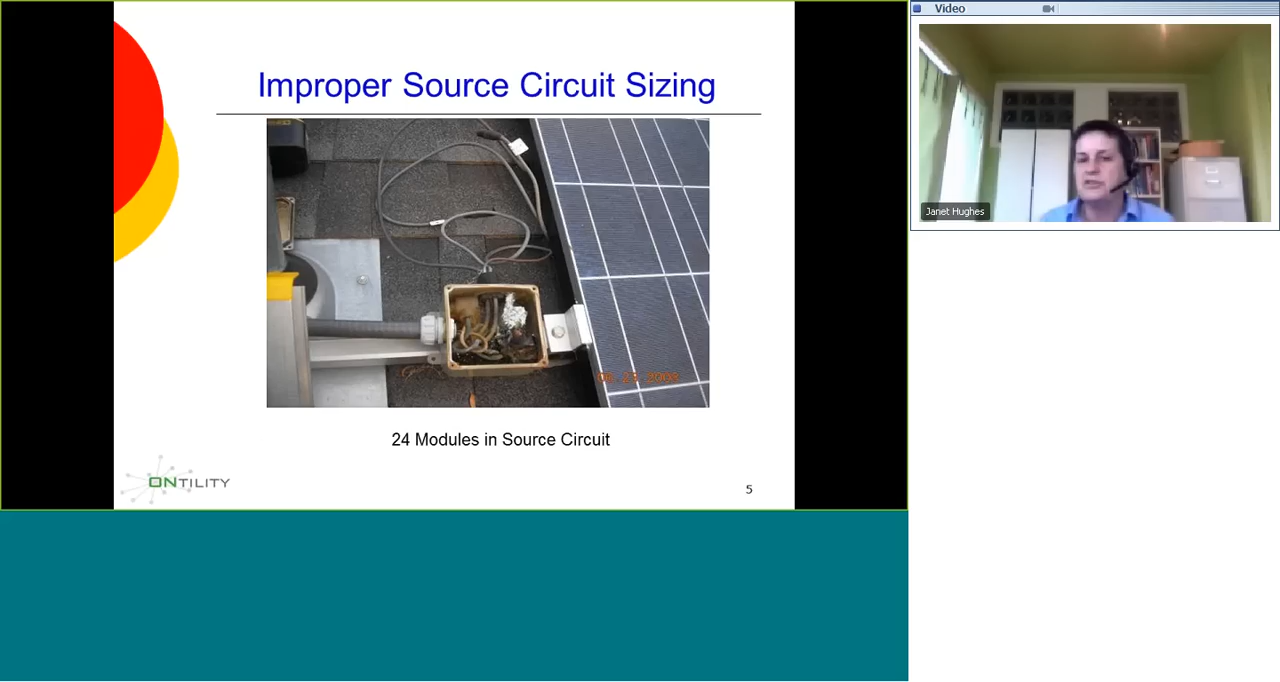 Video
Improper Source Circuit Sizing
Janet Hughes
24 Modules in Source Circuit
ONTILITY
5